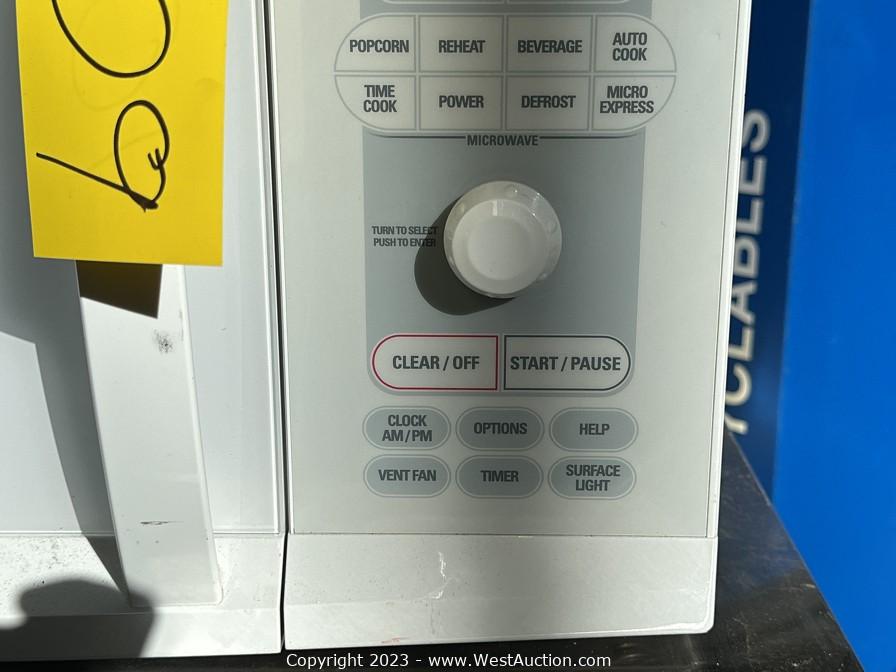 POPCORN
REHEAT
BEVERAGE
AUTO
COOK
TIME
COOK
POWER
DEFROST
MICRO
EXPRESS
MICROWAVE
TURN TO SELECT
PUSH TO ENTER
CLEAR / OFF
START / PAUSE
CLOCK
AM / PM
OPTIONS
HELP
VENT FAN
TIMER
SURFACE
LIGHT
YCLABLES
Copyright 2023 - www.WestAuction.com